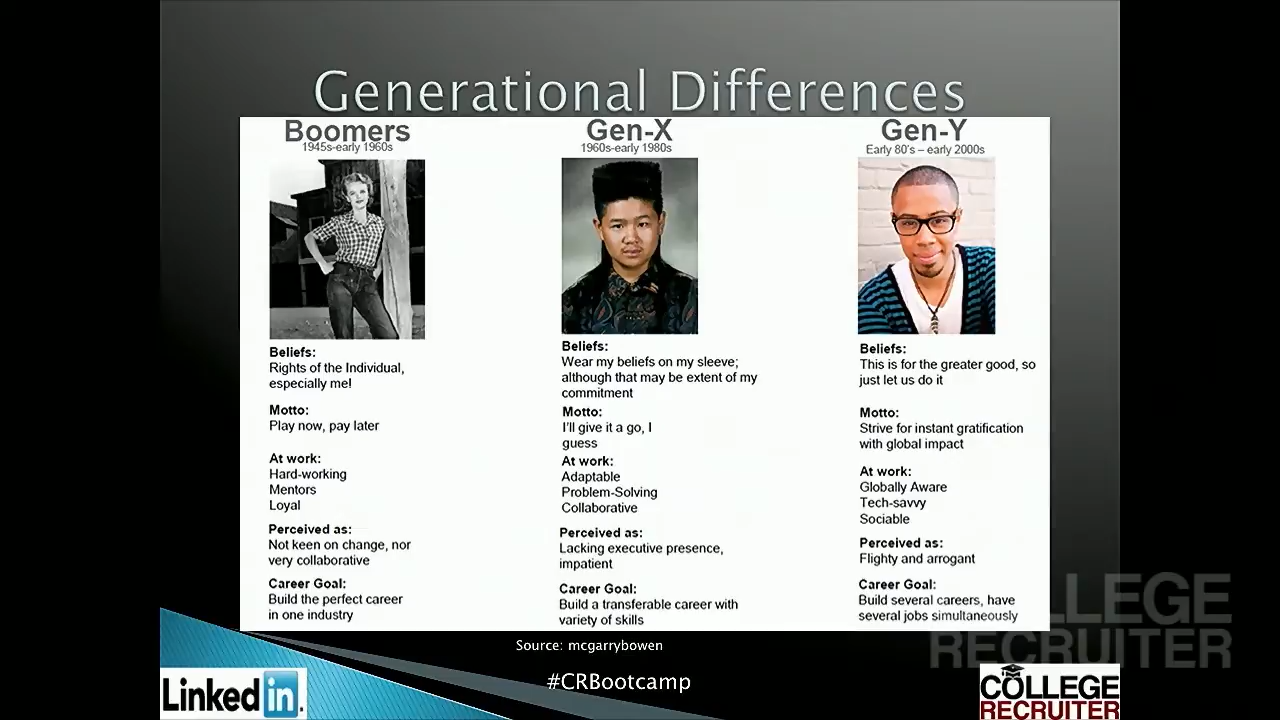 Generational Differences
Boomers
1945s-early 1960s
Beliefs:
Rights of the Individual,
especially me!
Motto:
Play now, pay later
At work:
Hard-working
Mentors
Loyal
Perceived as:
Not keen on change, nor
very collaborative
Career Goal:
Build the perfect career
in one industry
Gen-X
1960s-early 1980s
Beliefs:
Wear my beliefs on my sleeve;
although that may be extent of my
commitment
Motto:
I'll give it a go, I
guess
At work:
Adaptable
Problem-Solving
Collaborative
Perceived as:
Lacking executive presence,
impatient
Career Goal:
Build a transferable career with
variety of skills
Gen-Y
Early 80's – early 2000s
Beliefs:
This is for the greater good, so
just let us do it
Motto:
Strive for instant gratification
with global impact
At work:
Globally Aware
Tech-savvy
Sociable
Perceived as:
Flighty and arrogant
Career Goal:
Build several careers, have
several jobs simultaneously
COLLEGE
RECRUITER
Source: mcgarrybowen
#CRBootcamp
Linked in.
COLLEGE
RECRUITER